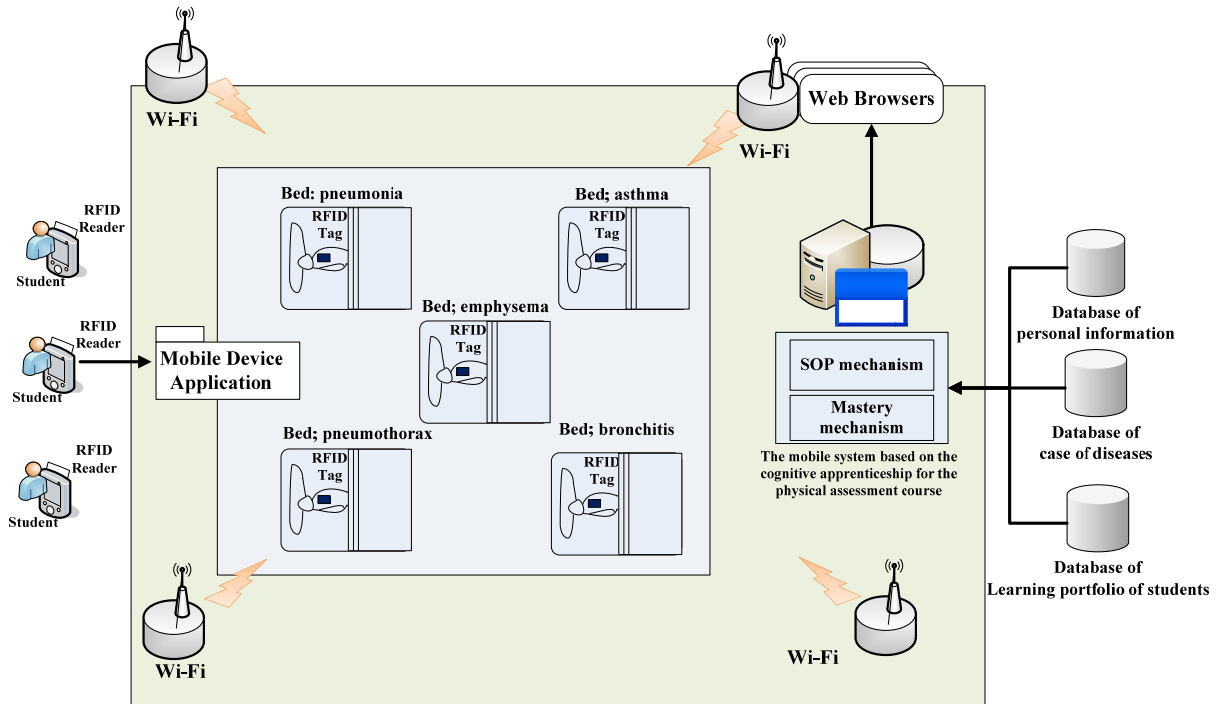 Wi-Fi
Web Browsers
Wi-Fi
RFID
Reader
Student
Bed: pneumonia
RFID
Tag
Bed; asthma
RFID
Tag
RFID
Reader
Student
Mobile Device
Application
Bed; emphysema
RFID
Tag
Bed; pneumothorax
RFID
Tag
Bed; bronchitis
RFID
Tag
RFID
Reader
Student
SOP mechanism
Mastery
mechanism
The mobile system based on the
cognitive apprenticeship for the
physical assessment course
Database of
personal information
Database of
case of diseases
Database of
Learning portfolio of students
Wi-Fi
Wi-Fi